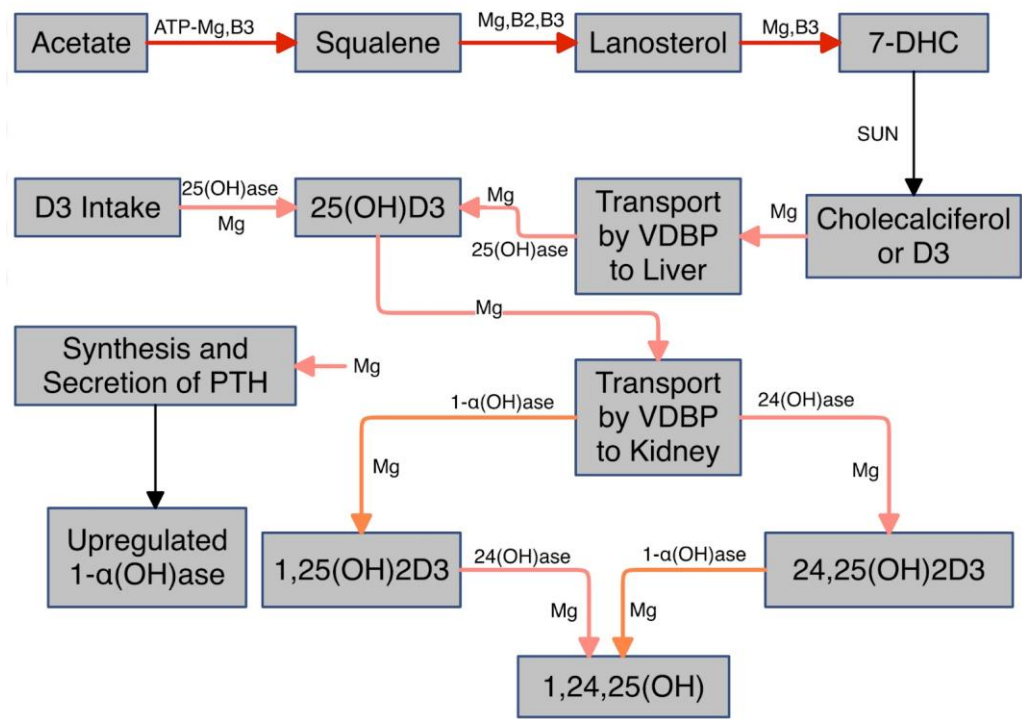 Acetate
ATP-Mg,B3
Squalene
Mg,B2,B3
Lanosterol
Mg,B3
7-DHC
SUN
D3 Intake
25(OH)ase
Mg
25(OH)D3
Mg
25(OH)ase
Transport
by VDBP
to Liver
Mg
Cholecalciferol
or D3
Mg
Synthesis and
Secretion of PTH
Mg
Transport
by VDBP
to Kidney
1-α(OH)ase
Mg
24(OH)ase
Mg
Upregulated
1-α(OH)ase
1,25(OH)2D3
24(OH)ase
Mg
1-α(OH)ase
Mg
24,25(OH)2D3
1,24,25(OH)